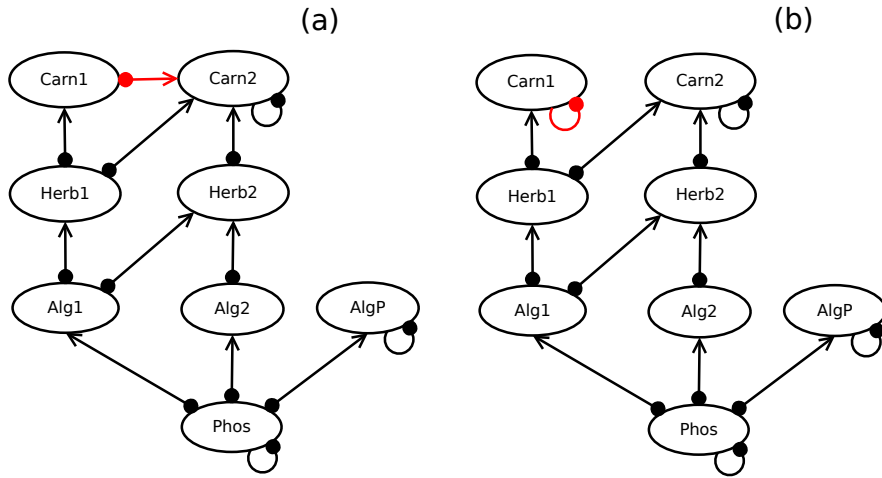 (a)
Carn1
Carn2
Herb1
Herb2
Alg1
Alg2
AlgP
Phos
(b)
Carn1
Carn2
Herb1
Herb2
Alg1
Alg2
AlgP
Phos